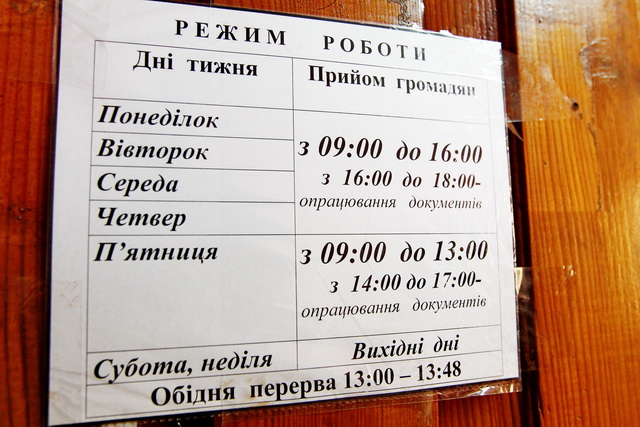 РЕЖИМ РОБОТИ
Дні тижня
Прийом громадян
Понеділок
Вівторок
Середа
Четвер
з 09:00 до 16:00
з 16:00 до 18:00-
опрацювання документів
П’ятниця
з 09:00 до 13:00
з 14:00 до 17:00-
опрацювання документів
Субота, неділя
Вихідні дні
Обідня перерва 13:00 – 13:48